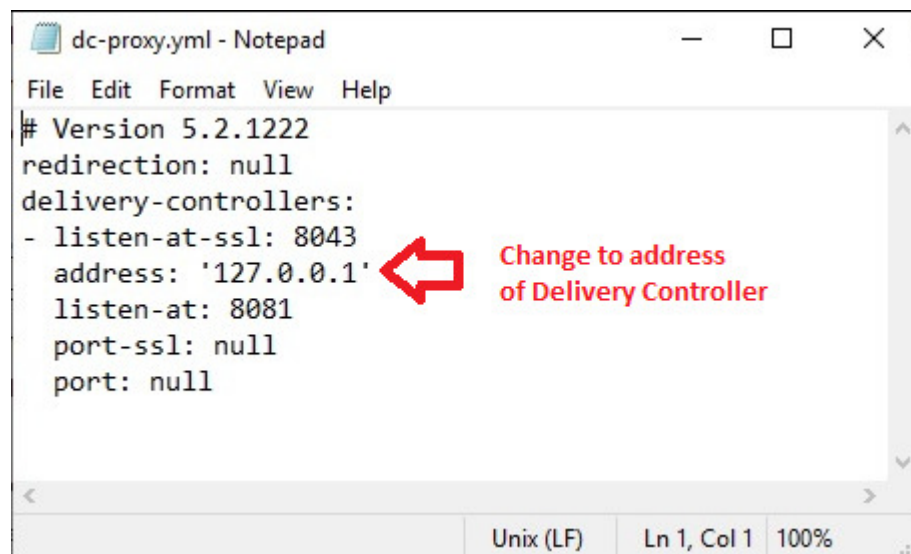 dc-proxy.yml - Notepad
File Edit Format View Help
# Version 5.2.1222
redirection: null
delivery-controllers:
- listen-at-ssl: 8043
  address: '127.0.0.1'
  listen-at: 8081
  port-ssl: null
  port: null
Change to address
of Delivery Controller
Unix (LF) Ln 1, Col 1 100%